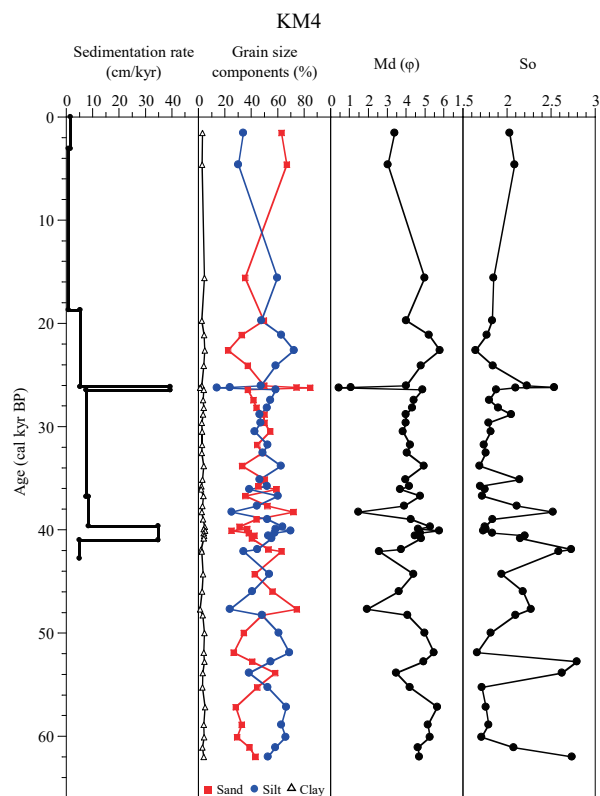 KM4
Sedimentation rate
(cm/kyr)
Grain size
components (%)
Md (φ)
So
0 10 20 30 40
0 20 40 60 80
0 1 2 3 4 5 6
1.5 2 2.5 3
Age (cal kyr BP)
0
10
20
30
40
50
60
Sand Silt Clay